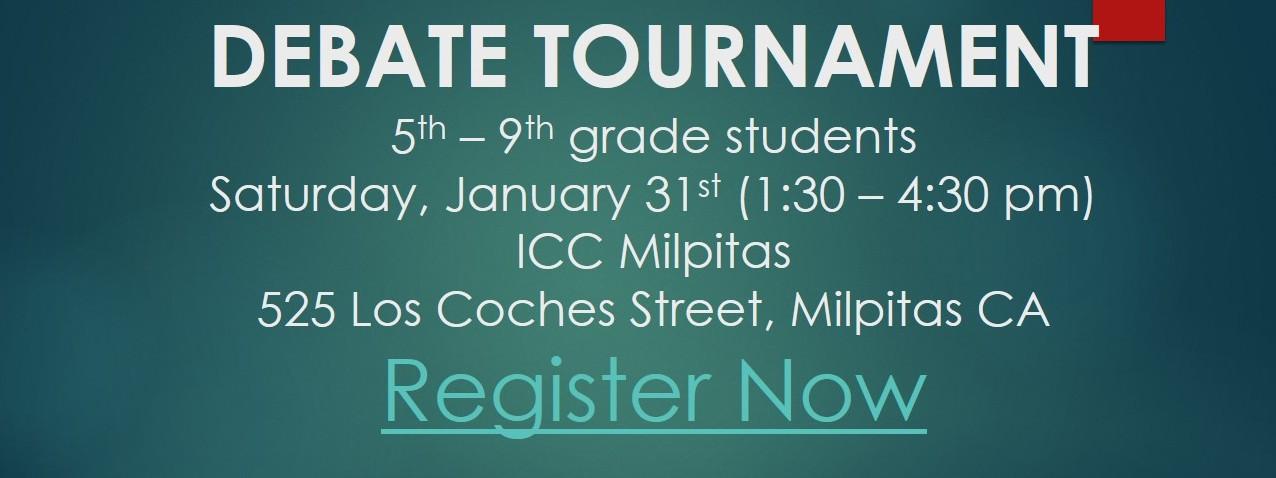 DEBATE TOURNAMENT
5th – 9th grade students
Saturday, January 31st (1:30 – 4:30 pm)
ICC Milpitas
525 Los Coches Street, Milpitas CA
Register Now